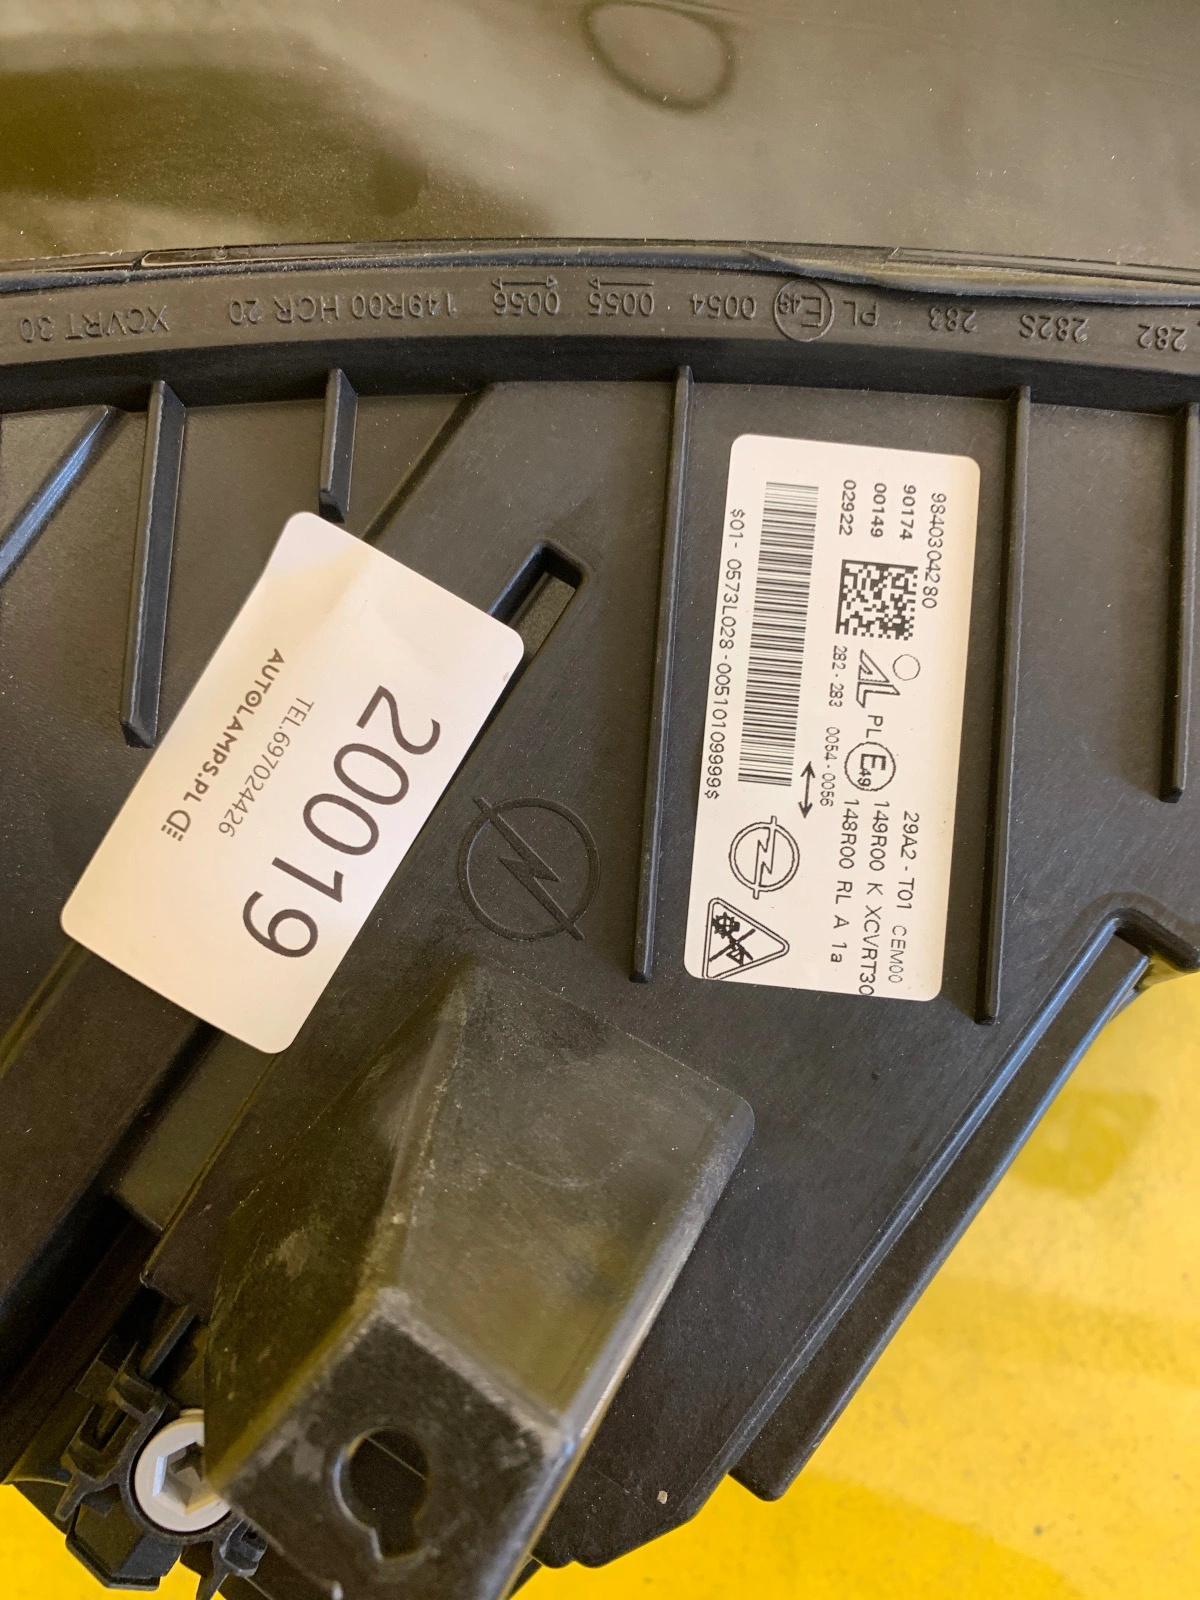 XCVRT 30 149R00 HCR 20 0056 0055 0054 E49 PL 283 282S 282
9840304280
90174
00149
02922
AL PL E49
29A2 - T01 CEM00
149R00 K XCVRT30
148R00 RL A 1a
282 - 283 0054 - 0056
$01- 0573L028-00510109999$
20019
TEL.697024426
AUTOLAMPS.PL